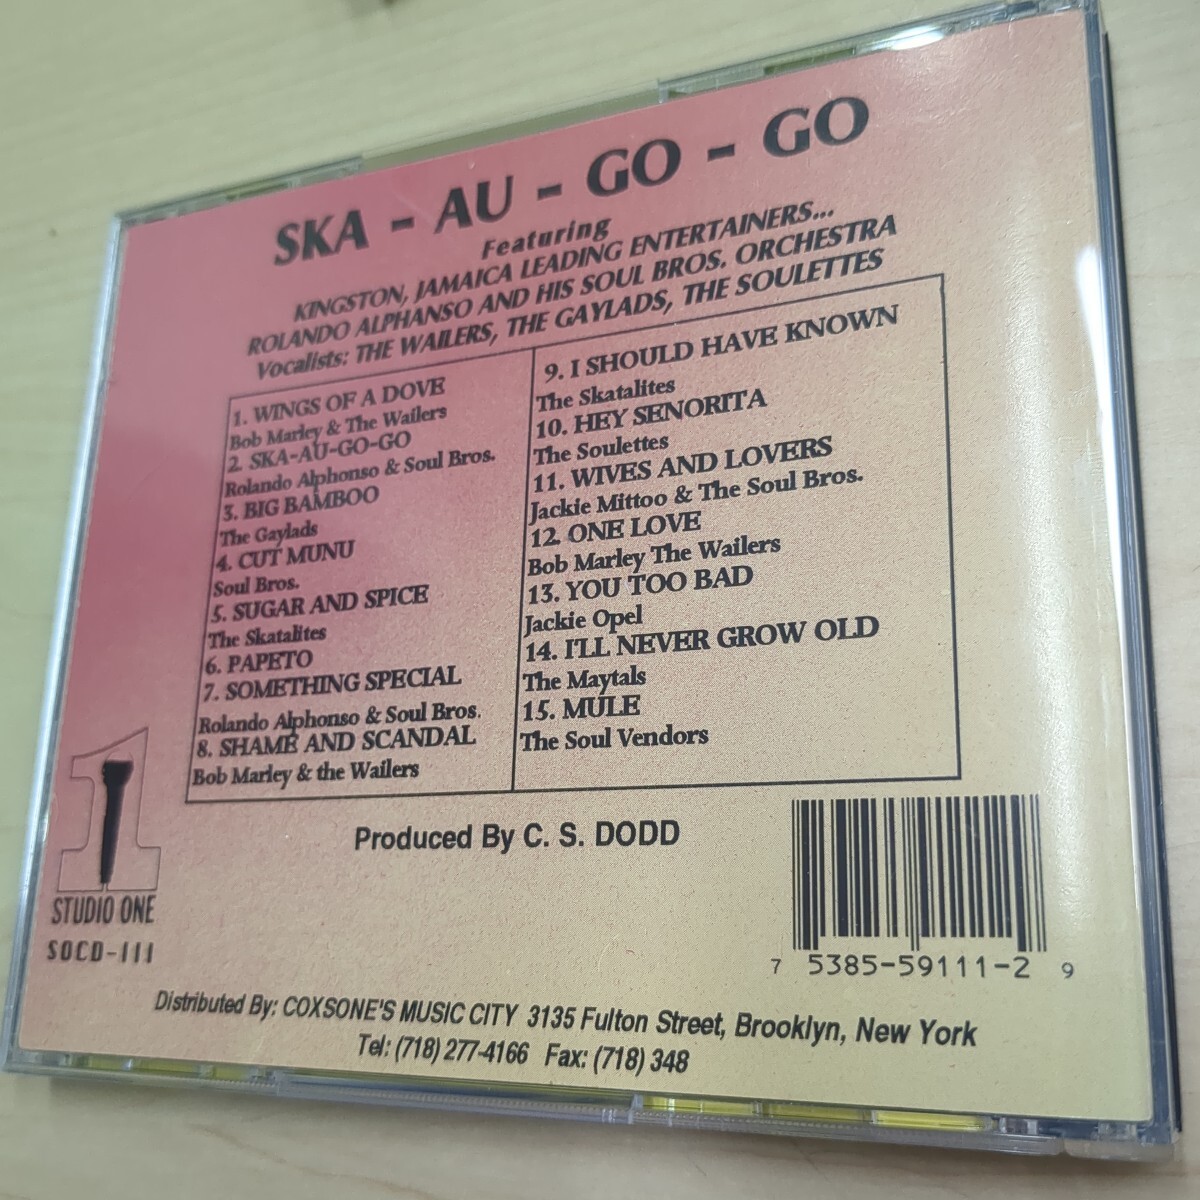 SKA - AU - GO - GO
Featuring
KINGSTON, JAMAICA LEADING ENTERTAINERS...
ROLANDO ALPHANSO AND HIS SOUL BROS. ORCHESTRA
Vocalists: THE WAILERS, THE GAYLADS, THE SOULETTES
1. WINGS OF A DOVE
Bob Marley & The Wailers
2. SKA-AU-GO-GO
Rolando Alphonso & Soul Bros.
3. BIG BAMBOO
The Gaylads
4. CUT MUNU
Soul Bros.
5. SUGAR AND SPICE
The Skatalites
6. PAPETO
7. SOMETHING SPECIAL
Rolando Alphonso & Soul Bros.
8. SHAME AND SCANDAL
Bob Marley & the Wailers
9. I SHOULD HAVE KNOWN
The Skatalites
10. HEY SENORITA
The Soulettes
11. WIVES AND LOVERS
Jackie Mittoo & The Soul Bros.
12. ONE LOVE
Bob Marley The Wailers
13. YOU TOO BAD
Jackie Opel
14. I'LL NEVER GROW OLD
The Maytals
15. MULE
The Soul Vendors
Produced By C. S. DODD
1
STUDIO ONE
SOCD-111
7 5385-59111-2 9
Distributed By: COXSONE'S MUSIC CITY 3135 Fulton Street, Brooklyn, New York
Tel: (718) 277-4166 Fax: (718) 348